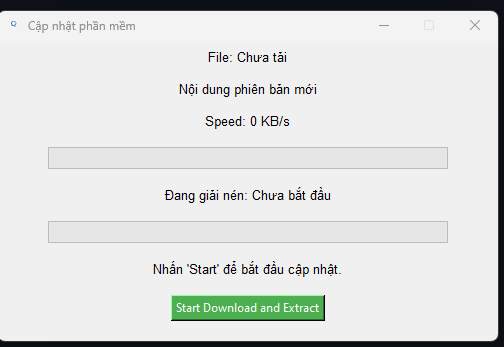 Cập nhật phần mềm
File: Chưa tải
Nội dung phiên bản mới
Speed: 0 KB/s
Đang giải nén: Chưa bắt đầu
Nhấn 'Start' để bắt đầu cập nhật.
Start Download and Extract